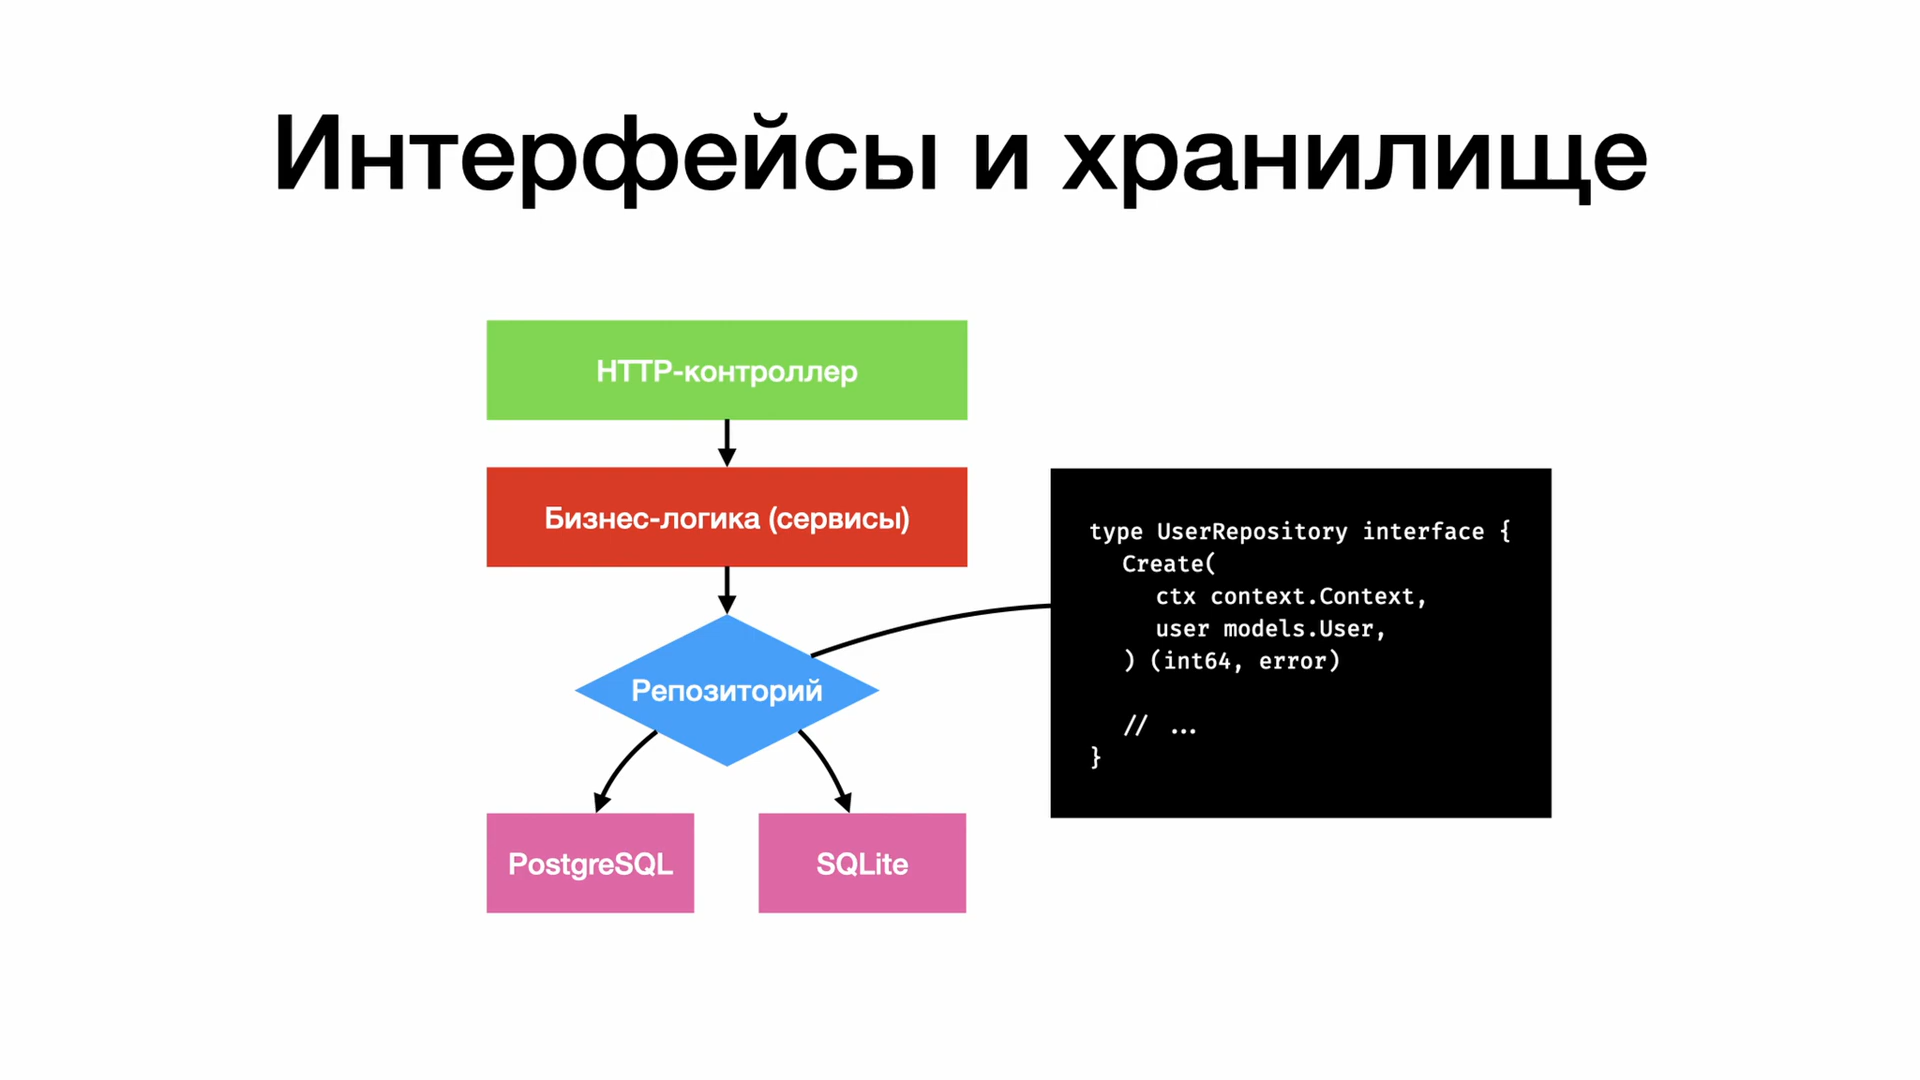 Интерфейсы и хранилище
HTTP-контроллер
Бизнес-логика (сервисы)
Репозиторий
PostgreSQL
SQLite
type UserRepository interface {
Create(
ctx context.Context,
user models.User,
) (int64, error)
// ...
}